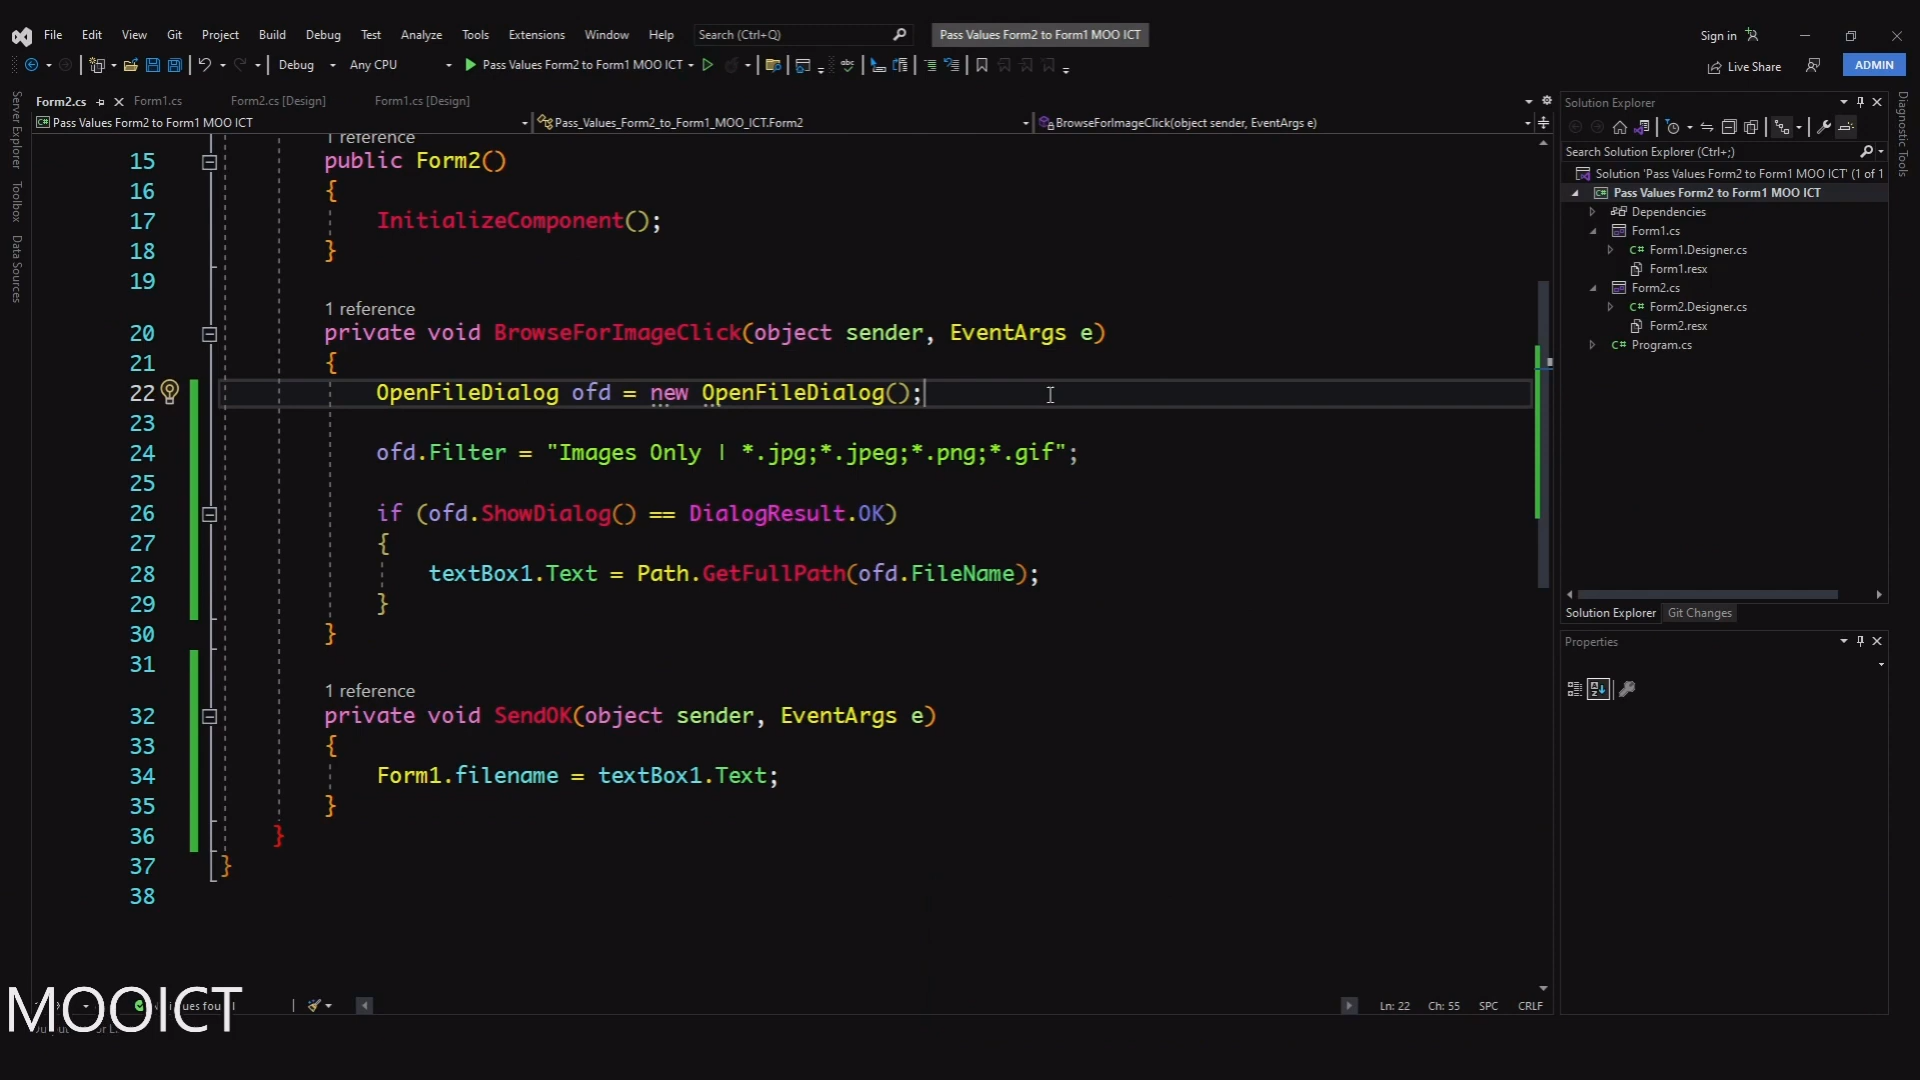 File Edit View Git Project Build Debug Test Analyze Tools Extensions Window Help Search (Ctrl+Q) Pass Values Form2 to Form1 MOO ICT Sign in
Debug Any CPU Pass Values Form2 to Form1 MOO ICT Live Share ADMIN
Form2.cs Form1.cs Form2.cs [Design] Form1.cs [Design]
Pass Values Form2 to Form1 MOO ICT Pass_Values_Form2_to_Form1_MOO_ICT.Form2 BrowseForImageClick(object sender, EventArgs e)
Server Explorer
Toolbox
Data Sources
1 reference
15 public Form2()
16 {
17 InitializeComponent();
18 }
19
1 reference
20 private void BrowseForImageClick(object sender, EventArgs e)
21 {
22 OpenFileDialog ofd = new OpenFileDialog();
23
24 ofd.Filter = "Images Only | *.jpg;*.jpeg;*.png;*.gif";
25
26 if (ofd.ShowDialog() == DialogResult.OK)
27 {
28 textBox1.Text = Path.GetFullPath(ofd.FileName);
29 }
30 }
31
1 reference
32 private void SendOK(object sender, EventArgs e)
33 {
34 Form1.filename = textBox1.Text;
35 }
36 }
37 }
38
MOOICT
Ln: 22 Ch: 55 SPC CRLF
Solution Explorer
Search Solution Explorer (Ctrl+;)
Solution 'Pass Values Form2 to Form1 MOO ICT' (1 of 1
Pass Values Form2 to Form1 MOO ICT
Dependencies
Form1.cs
C# Form1.Designer.cs
Form1.resx
Form2.cs
C# Form2.Designer.cs
Form2.resx
C# Program.cs
Solution Explorer Git Changes
Properties
Diagnostic Tools